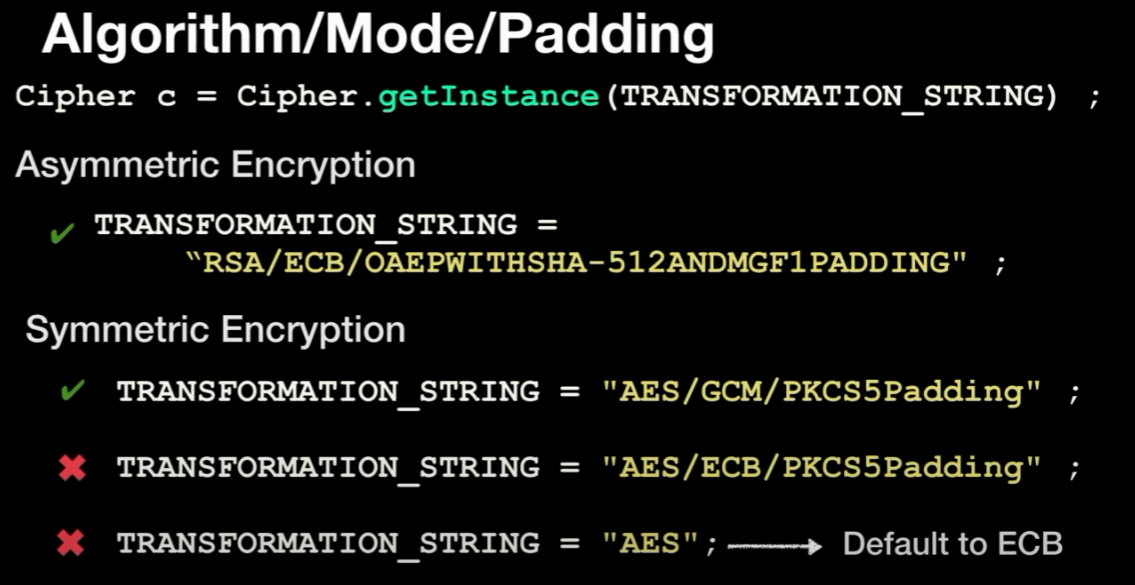 Algorithm/Mode/Padding
Cipher c = Cipher.getInstance(TRANSFORMATION_STRING) ;
Asymmetric Encryption
✔ TRANSFORMATION_STRING =
“RSA/ECB/OAEPWITHSHA-512ANDMGF1PADDING" ;
Symmetric Encryption
✔ TRANSFORMATION_STRING = "AES/GCM/PKCS5Padding" ;
✖ TRANSFORMATION_STRING = "AES/ECB/PKCS5Padding" ;
✖ TRANSFORMATION_STRING = "AES"; → Default to ECB